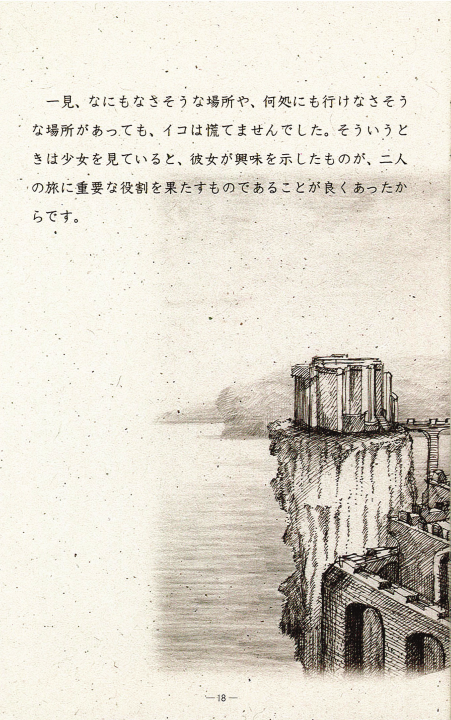 一見、なにもなさそうな場所や、何処にも行けなさそう
な場所があっても、イコは慌てませんでした。そういうと
きは少女を見ていると、彼女が興味を示したものが、二人
の旅に重要な役割を果たすものであることが良くあったか
らです。
—18—